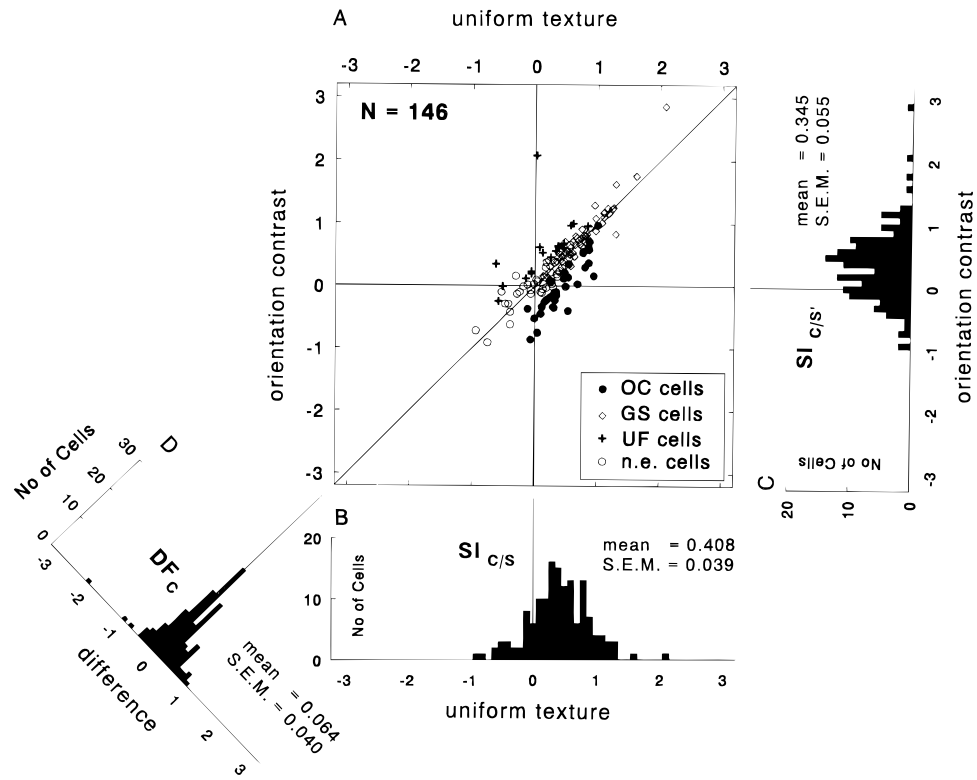 A
uniform texture
-3 -2 -1 0 1 2 3
N = 146
orientation contrast
3
2
1
0
-1
-2
-3
OC cells
GS cells
UF cells
n.e. cells
mean = 0.345
S.E.M. = 0.055
SI C/S'
No of Cells
C
20 10 0
3
2
1
0
-1
-2
-3
orientation contrast
B
20
10
0
No of Cells
SI C/S
mean = 0.408
S.E.M. = 0.039
-3 -2 -1 0 1 2 3
uniform texture
D
No of Cells
0 10 20 30
DF C
-3 -2 -1 0 1 2 3
difference
mean = 0.064
S.E.M. = 0.040